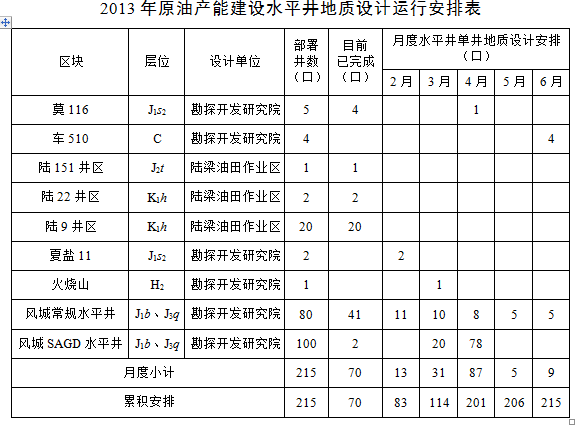 2013 年原油产能建设水平井地质设计运行安排表
区块 层位 设计单位 部署井数（口） 目前已完成（口） 月度水平井单井地质设计安排（口）
2 月 3 月 4 月 5 月 6 月
莫 116 J1s2 勘探开发研究院 5 4 1
车 510 C 勘探开发研究院 4 4
陆 151 井区 J2t 陆梁油田作业区 1 1
陆 22 井区 K1h 陆梁油田作业区 2 2
陆 9 井区 K1h 陆梁油田作业区 20 20
夏盐 11 J1s2 勘探开发研究院 2 2
火烧山 H2 勘探开发研究院 1 1
风城常规水平井 J1b、J3q 勘探开发研究院 80 41 11 10 8 5 5
风城 SAGD 水平井 J1b、J3q 勘探开发研究院 100 2 20 78
月度小计 215 70 13 31 87 5 9
累积安排 215 70 83 114 201 206 215